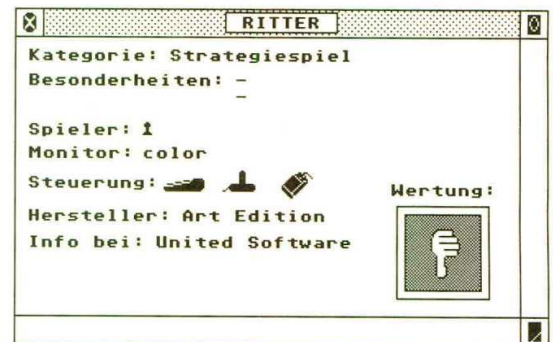 RITTER
Kategorie: Strategiespiel
Besonderheiten: –
–
Spieler: 1
Monitor: color
Steuerung:
Wertung:
Hersteller: Art Edition
Info bei: United Software